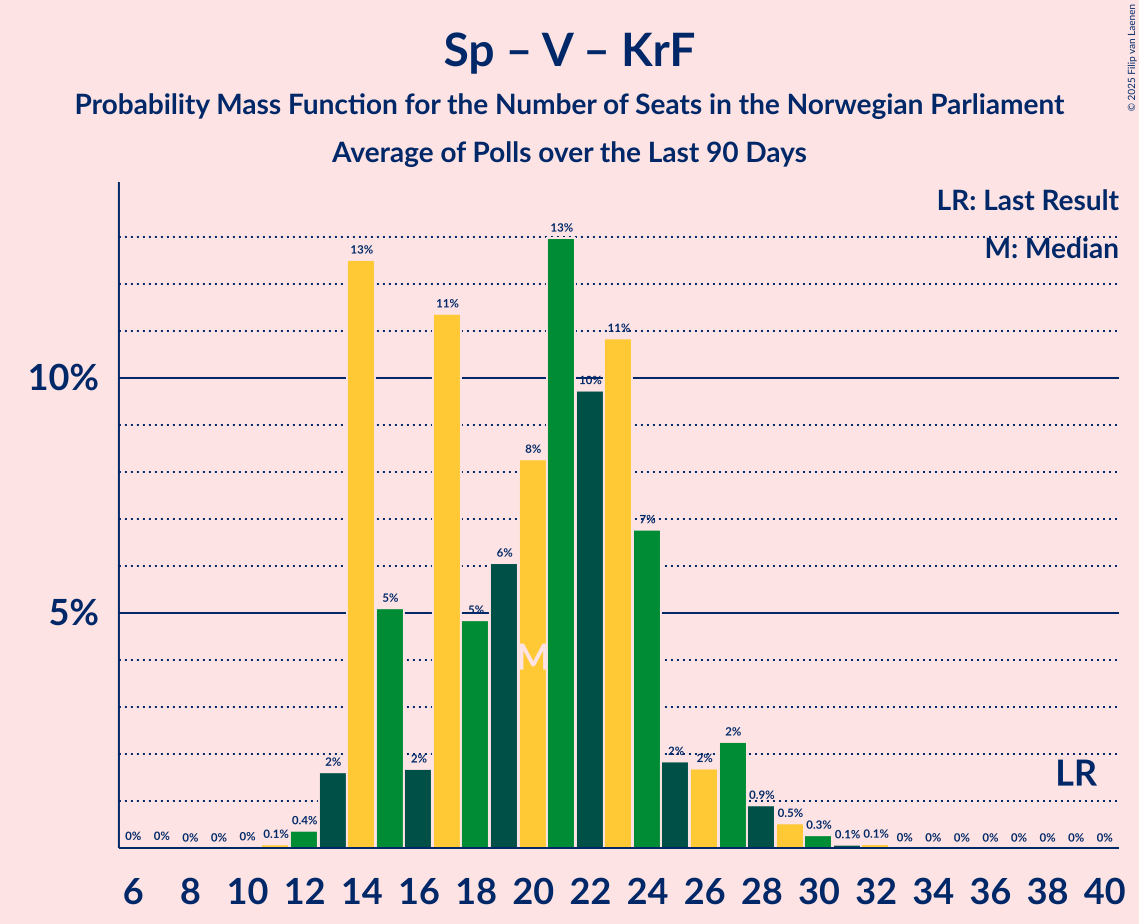 Sp – V – KrF
Probability Mass Function for the Number of Seats in the Norwegian Parliament
Average of Polls over the Last 90 Days
© 2025 Filip van Laenen
LR: Last Result
M: Median
10%
5%
0% 0% 0% 0% 0% 0.1% 0.4% 2% 13% 5% 2% 11% 5% 6% 8% 13% 10% 11% 7% 2% 2% 2% 0.9% 0.5% 0.3% 0.1% 0.1% 0% 0% 0% 0% 0% 0% 0% 0%
M
LR
6 8 10 12 14 16 18 20 22 24 26 28 30 32 34 36 38 40